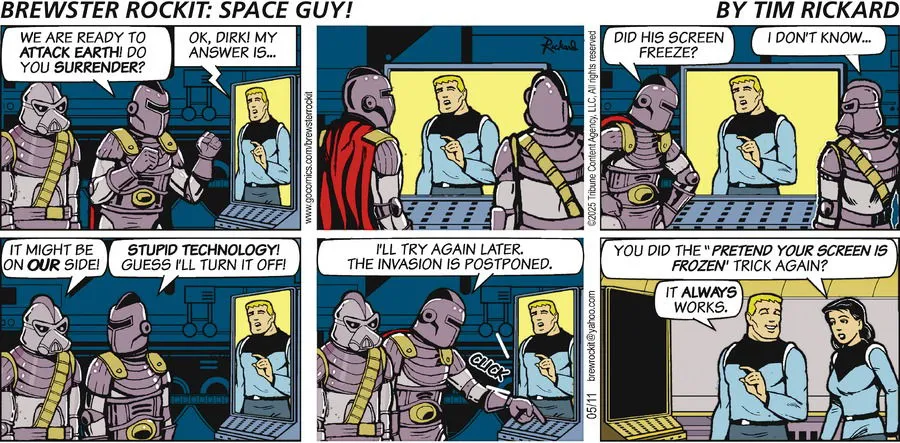 BREWSTER ROCKIT: SPACE GUY!
BY TIM RICKARD
WE ARE READY TO
ATTACK EARTH! DO
YOU SURRENDER?
OK, DIRK! MY
ANSWER IS...
www.gocomics.com/brewsterrockit
Rickard
©2025 Tribune Content Agency, LLC, All rights reserved
DID HIS SCREEN
FREEZE?
I DON'T KNOW...
IT MIGHT BE
ON OUR SIDE!
STUPID TECHNOLOGY!
GUESS I'LL TURN IT OFF!
I'LL TRY AGAIN LATER.
THE INVASION IS POSTPONED.
CLICK
05/11 brewrockit@yahoo.com
YOU DID THE "PRETEND YOUR SCREEN IS
FROZEN" TRICK AGAIN?
IT ALWAYS
WORKS.